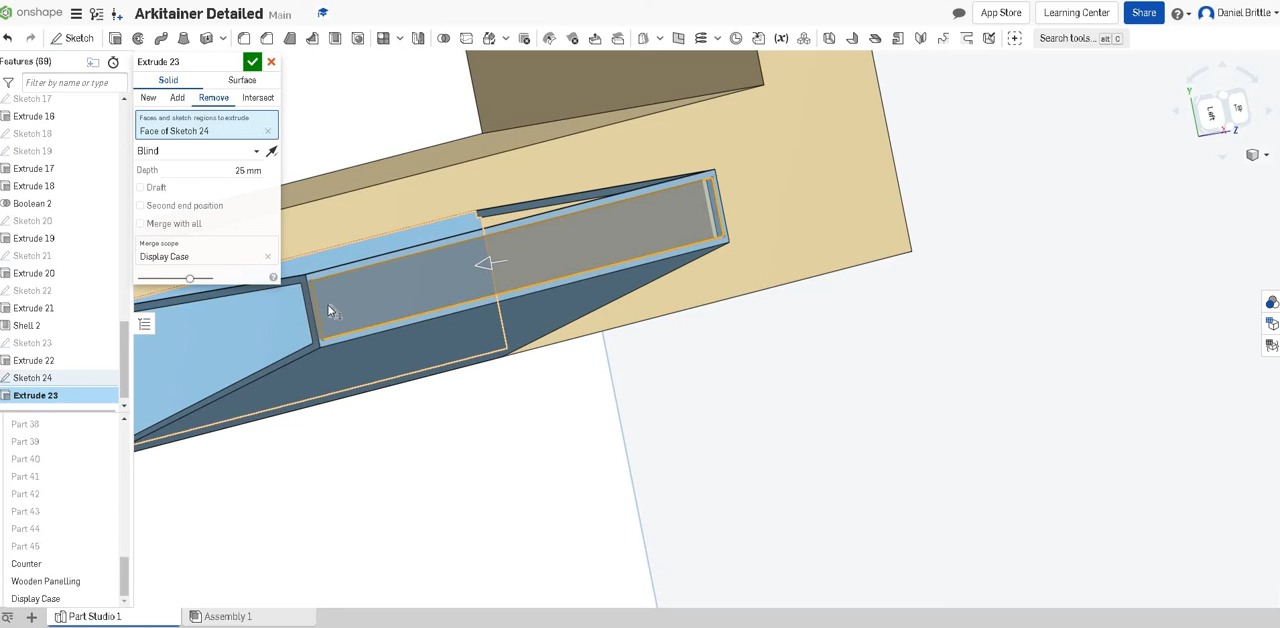 onshape
Arkitainer Detailed
Main
App Store
Learning Center
Share
Daniel Brittle
Sketch
Search tools...
alt C
Features (69)
Filter by name or type
Sketch 17
Extrude 16
Sketch 18
Sketch 19
Extrude 17
Extrude 18
Boolean 2
Sketch 20
Extrude 19
Sketch 21
Extrude 20
Sketch 22
Extrude 21
Shell 2
Sketch 23
Extrude 22
Sketch 24
Extrude 23
Part 38
Part 39
Part 40
Part 41
Part 42
Part 43
Part 44
Part 45
Counter
Wooden Panelling
Display Case
Extrude 23
Solid
Surface
New
Add
Remove
Intersect
Faces and sketch regions to extrude
Face of Sketch 24
Blind
Depth
25 mm
Draft
Second end position
Merge with all
Merge scope
Display Case
Y
Left
Top
X
Z
Part Studio 1
Assembly 1